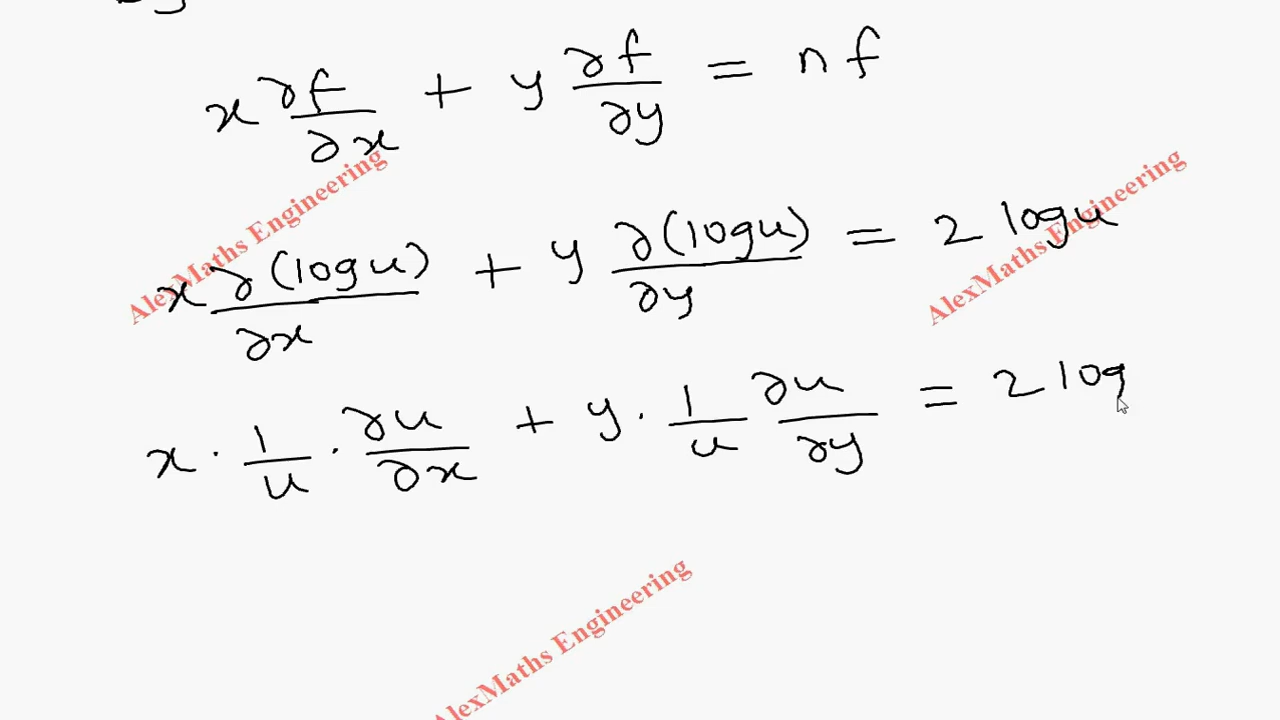 x ∂f/∂x + y ∂f/∂y = n f
AlexMaths Engineering
AlexMaths Engineering
x ∂(log u)/∂x + y ∂(log u)/∂y = 2 log u
x · 1/u · ∂u/∂x + y · 1/u ∂u/∂y = 2 log
AlexMaths Engineering